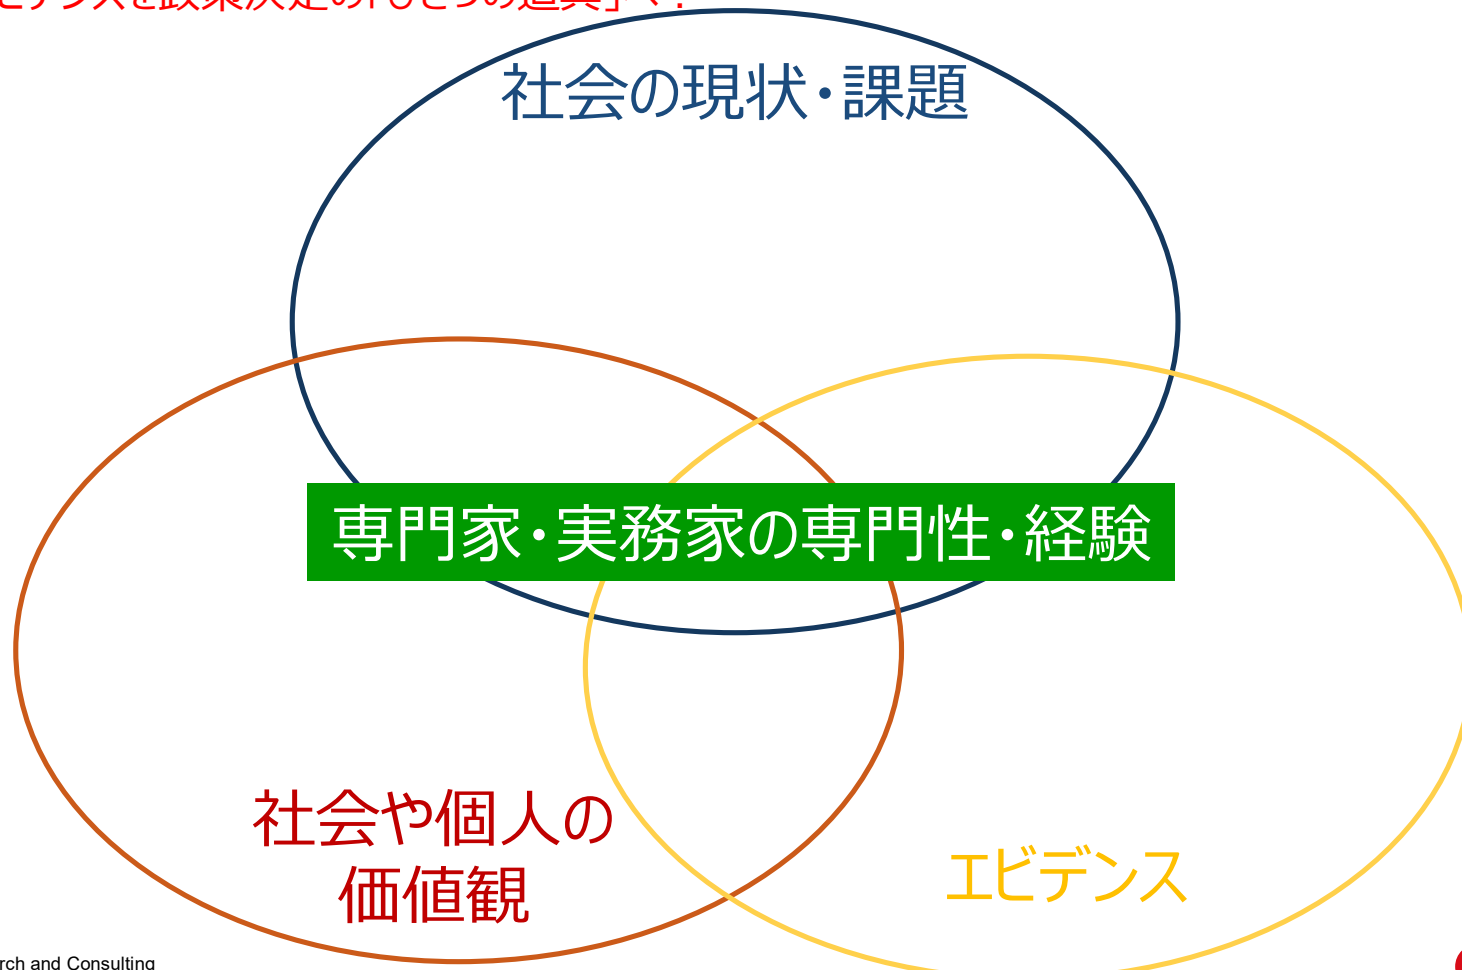 社会の現状・課題
専門家・実務家の専門性・経験
社会や個人の
価値観
エビデンス
rch and Consulting